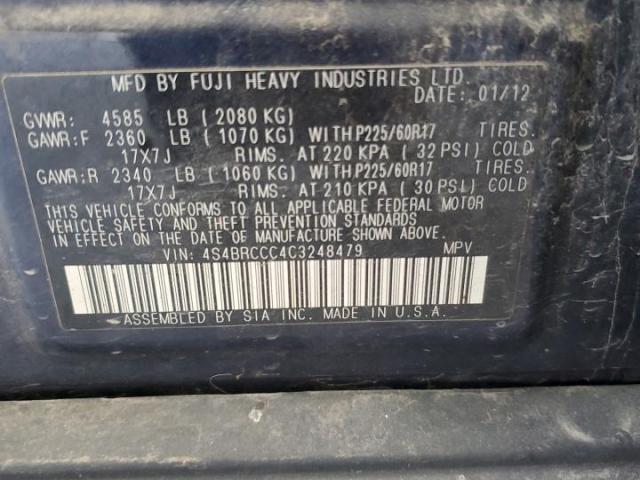 MFD BY FUJI HEAVY INDUSTRIES LTD.
DATE: 01/12
GVWR: 4585 LB (2080 KG)
GAWR:F 2360 LB (1070 KG) WITH P225/60R17 TIRES.
17X7J RIMS. AT 220 KPA (32 PSI) COLD
GAWR:R 2340 LB (1060 KG) WITH P225/60R17 TIRES.
17X7J RIMS. AT 210 KPA (30 PSI) COLD
THIS VEHICLE CONFORMS TO ALL APPLICABLE FEDERAL MOTOR
VEHICLE SAFETY AND THEFT PREVENTION STANDARDS
IN EFFECT ON THE DATE OF MANUFACTURE SHOWN ABOVE.
VIN: 4S4BRCCC4C3248479 MPV
ASSEMBLED BY SIA INC. MADE IN U.S.A.